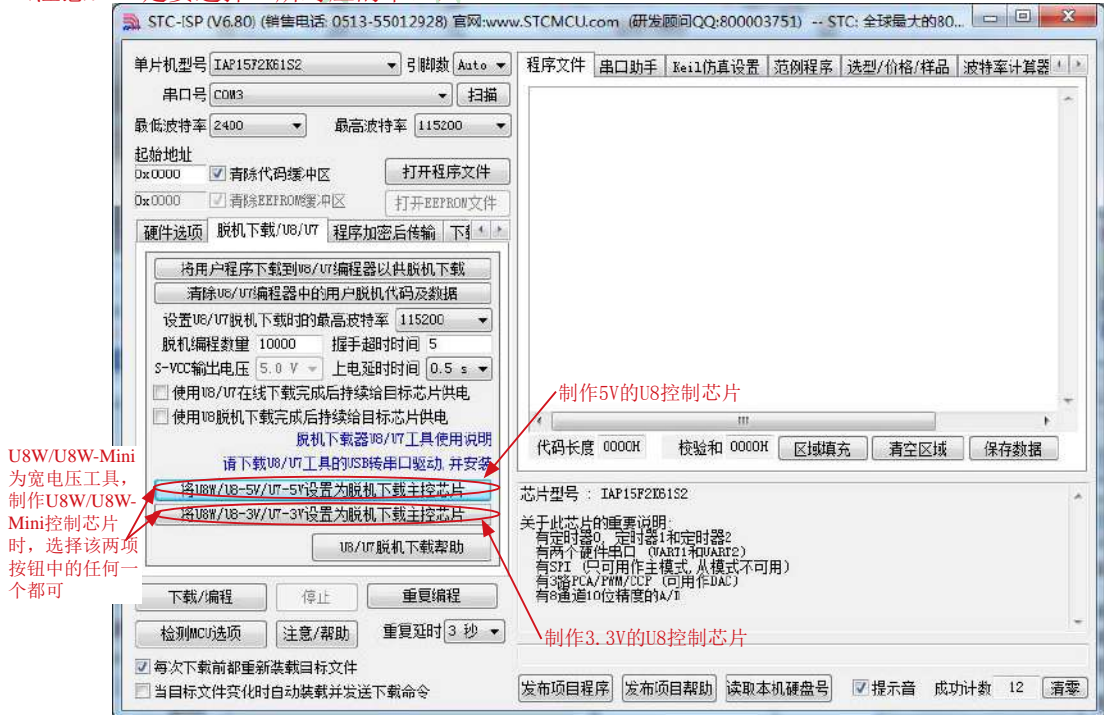 STC-ISP (V6.80) (销售电话: 0513-55012928) 官网:www.STCMCU.com (研发顾问QQ:800003751) -- STC: 全球最大的80...
单片机型号 IAP15F2K61S2 引脚数 Auto
串口号 COM3 扫描
最低波特率 2400 最高波特率 115200
起始地址
0x0000 清除代码缓冲区 打开程序文件
0x0000 清除EEPROM缓冲区 打开EEPROM文件
硬件选项 脱机下载/U8/U7 程序加密后传输
将用户程序下载到U8/U7编程器以供脱机下载
清除U8/U7编程器中的用户脱机代码及数据
设置U8/U7脱机下载时的最高波特率 115200
脱机编程数量 10000 握手超时时间 5
S-VCC输出电压 5.0 V 上电延时时间 0.5 s
使用U8/U7在线下载完成后持续给目标芯片供电
使用U8脱机下载完成后持续给目标芯片供电
脱机下载器U8/U7工具使用说明
请下载U8/U7工具的USB转串口驱动,并安装
将U8W/U8-5V/U7-5V设置为脱机下载主控芯片
将U8W/U8-3V/U7-3V设置为脱机下载主控芯片
U8/U7脱机下载帮助
下载/编程 停止 重复编程
检测MCU选项 注意/帮助 重复延时 3 秒
每次下载前都重新装载目标文件
当目标文件变化时自动装载并发送下载命令
程序文件 串口助手 Keil仿真设置 范例程序 选型/价格/样品 波特率计算器
代码长度 0000H 校验和 0000H 区域填充 清空区域 保存数据
芯片型号 : IAP15F2K61S2
关于此芯片的重要说明:
有定时器0、定时器1和定时器2
有两个硬件串口 (UART1和UART2)
有SPI (只可用作主模式,从模式不可用)
有3路PCA/PWM/CCP (可用作DAC)
有8通道10位精度的A/D
发布项目程序 发布项目帮助 读取本机硬盘号 提示音 成功计数 12 清零
制作5V的U8控制芯片
制作3.3V的U8控制芯片
U8W/U8W-Mini
为宽电压工具,
制作U8W/U8W-
Mini控制芯片
时，选择该两项
按钮中的任何一
个都可